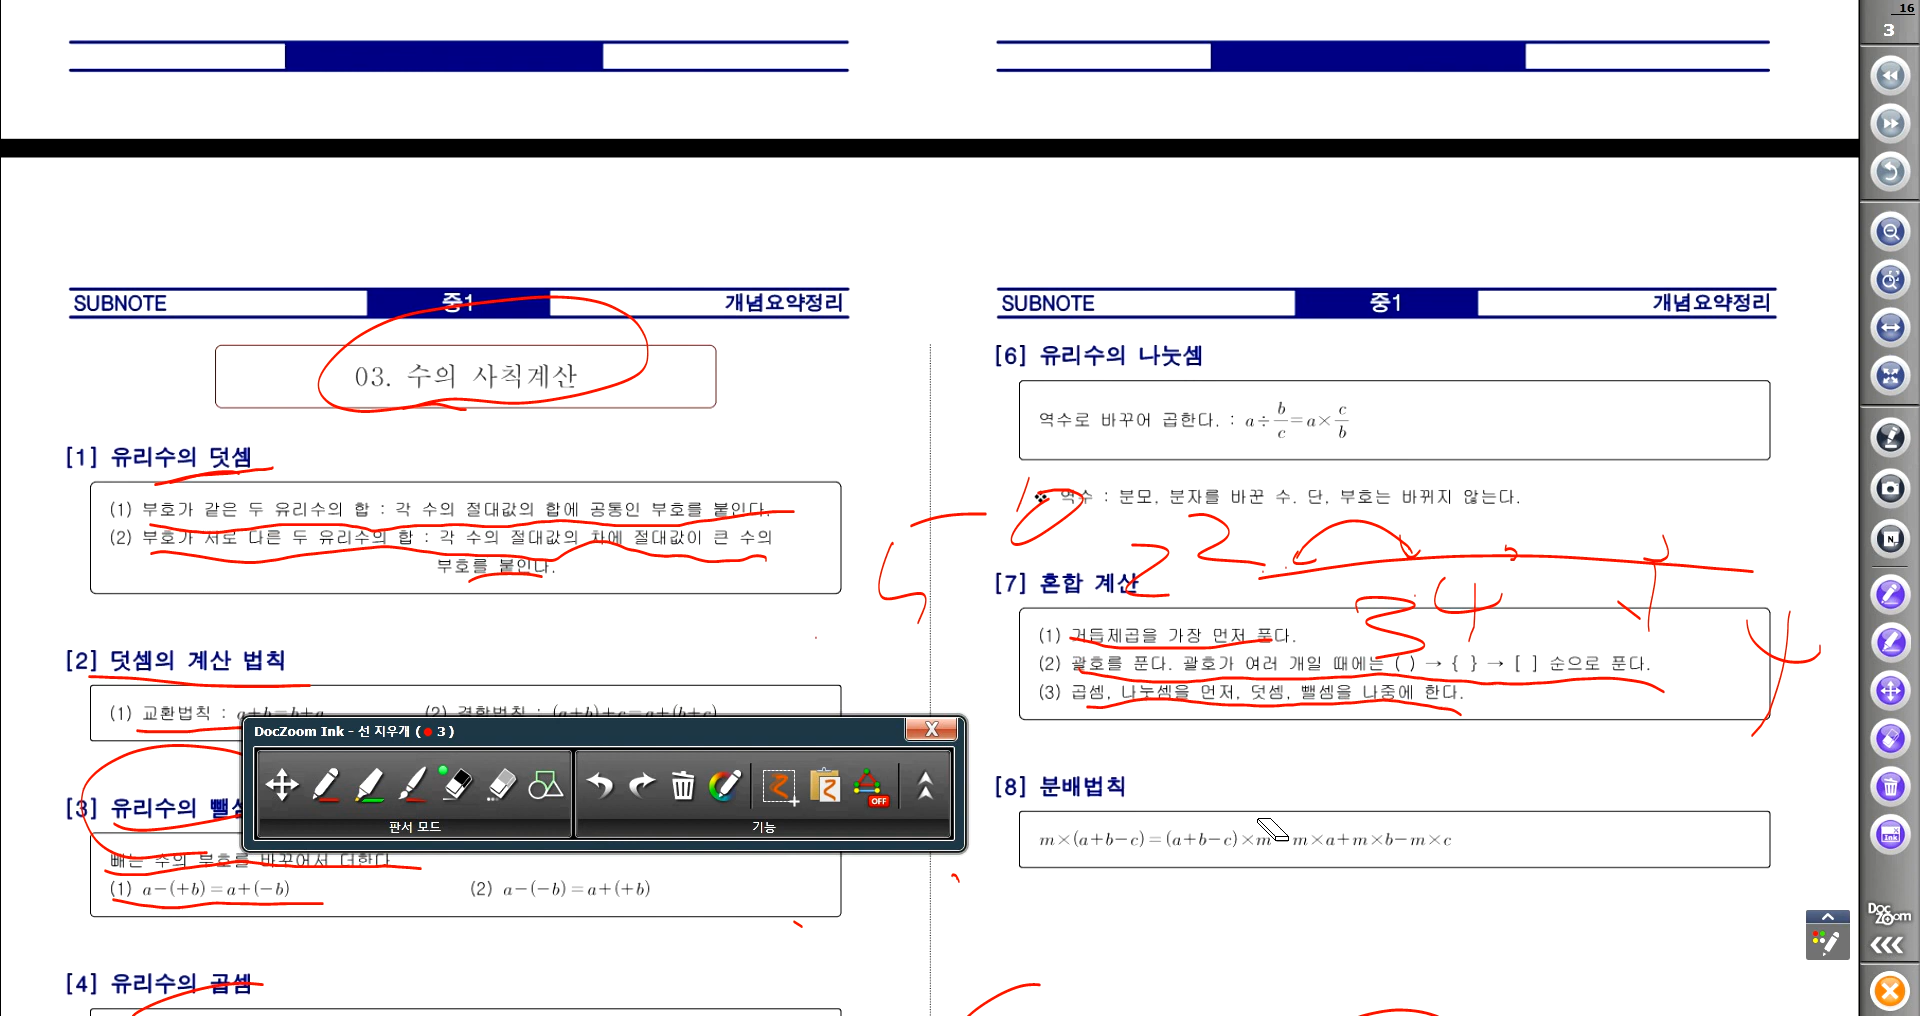 16
3
SUBNOTE 중1 개념요약정리
03. 수의 사칙계산
[1] 유리수의 덧셈
(1) 부호가 같은 두 유리수의 합 : 각 수의 절대값의 합에 공통인 부호를 붙인다.
(2) 부호가 서로 다른 두 유리수의 합 : 각 수의 절대값의 차에 절대값이 큰 수의
부호를 붙인다.
[2] 덧셈의 계산 법칙
(1) 교환법칙 : a+b=b+a (2) 결합법칙 : (a+b)+c=a+(b+c)
[3] 유리수의 뺄셈
빼는 수의 부호를 바꾸어서 더한다
(1) a-(+b)=a+(-b) (2) a-(-b)=a+(+b)
[4] 유리수의 곱셈
SUBNOTE 중1 개념요약정리
[6] 유리수의 나눗셈
역수로 바꾸어 곱한다. : a÷b/c=a×c/b
❖ 역수 : 분모, 분자를 바꾼 수. 단, 부호는 바뀌지 않는다.
2 2
[7] 혼합 계산
3 4
(1) 거듭제곱을 가장 먼저 푼다.
(2) 괄호를 푼다. 괄호가 여러 개일 때에는 ( ) → { } → [ ] 순으로 푼다.
(3) 곱셈, 나눗셈을 먼저, 덧셈, 뺄셈을 나중에 한다.
[8] 분배법칙
m×(a+b-c)=(a+b-c)×m m×a+m×b-m×c
DocZoom Ink - 선 지우개 ( 3 ) X
OFF
판서 모드 기능
N
Ink
DocZoom